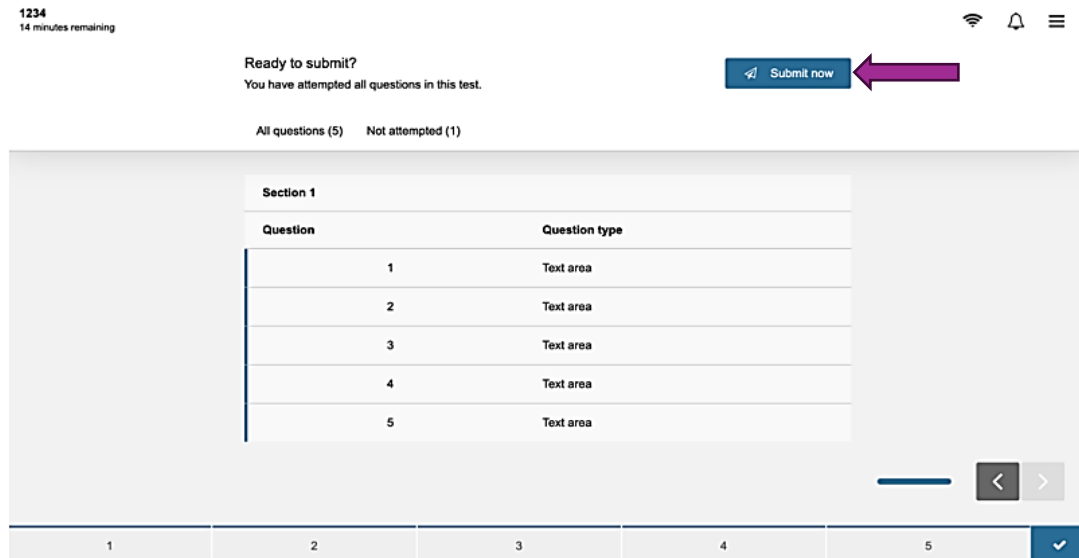 1234
14 minutes remaining
Ready to submit?
You have attempted all questions in this test.
Submit now
All questions (5) Not attempted (1)
Section 1
Question Question type
1 Text area
2 Text area
3 Text area
4 Text area
5 Text area
1 2 3 4 5